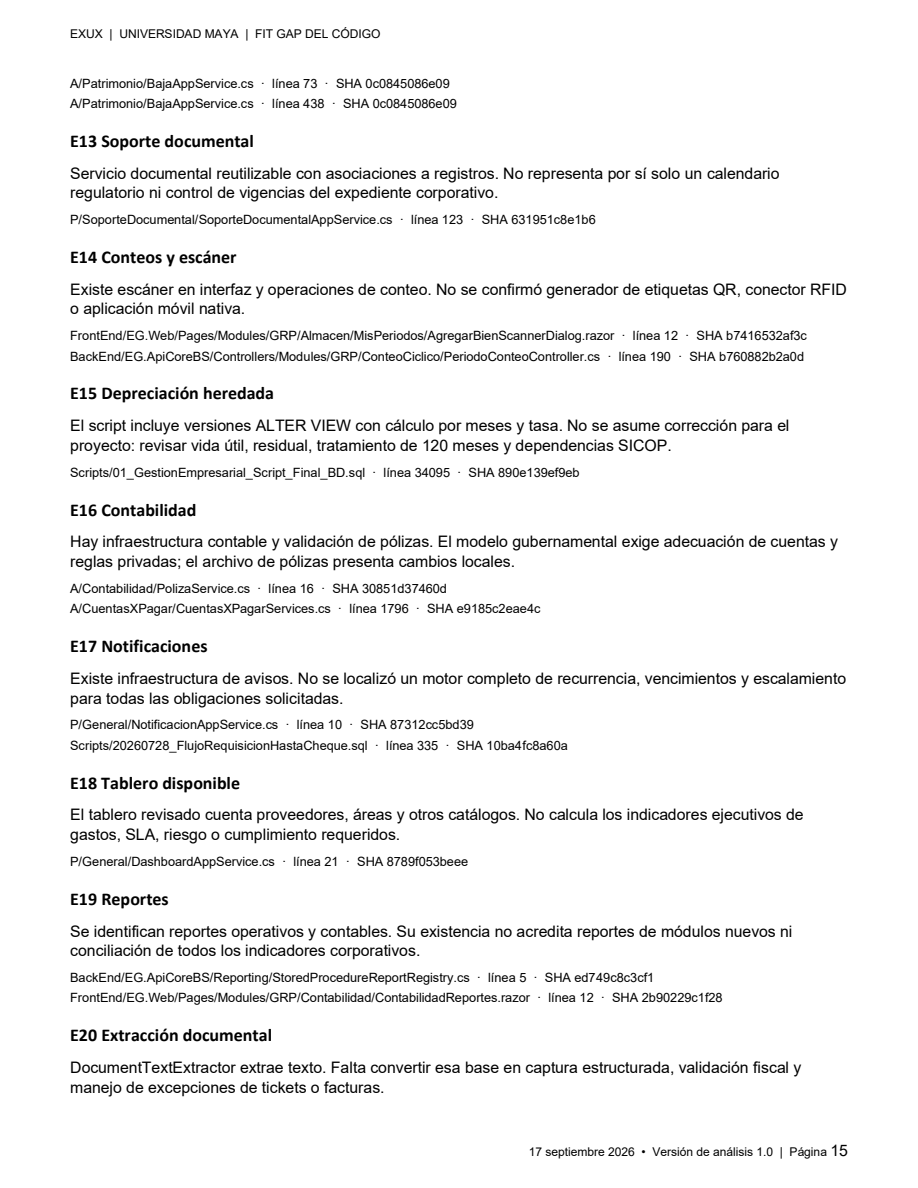 EXUX | UNIVERSIDAD MAYA | FIT GAP DEL CÓDIGO
A/Patrimonio/BajaAppService.cs · línea 73 · SHA 0c0845086e09
A/Patrimonio/BajaAppService.cs · línea 438 · SHA 0c0845086e09
E13 Soporte documental
Servicio documental reutilizable con asociaciones a registros. No representa por sí solo un calendario
regulatorio ni control de vigencias del expediente corporativo.
P/SoporteDocumental/SoporteDocumentalAppService.cs · línea 123 · SHA 631951c8e1b6
E14 Conteos y escáner
Existe escáner en interfaz y operaciones de conteo. No se confirmó generador de etiquetas QR, conector RFID
o aplicación móvil nativa.
FrontEnd/EG.Web/Pages/Modules/GRP/Almacen/MisPeriodos/AgregarBienScannerDialog.razor · línea 12 · SHA b7416532af3c
BackEnd/EG.ApiCoreBS/Controllers/Modules/GRP/ConteoCiclico/PeriodoConteoController.cs · línea 190 · SHA b760882b2a0d
E15 Depreciación heredada
El script incluye versiones ALTER VIEW con cálculo por meses y tasa. No se asume corrección para el
proyecto: revisar vida útil, residual, tratamiento de 120 meses y dependencias SICOP.
Scripts/01_GestionEmpresarial_Script_Final_BD.sql · línea 34095 · SHA 890e139ef9eb
E16 Contabilidad
Hay infraestructura contable y validación de pólizas. El modelo gubernamental exige adecuación de cuentas y
reglas privadas; el archivo de pólizas presenta cambios locales.
A/Contabilidad/PolizaService.cs · línea 16 · SHA 30851d37460d
A/CuentasXPagar/CuentasXPagarServices.cs · línea 1796 · SHA e9185c2eae4c
E17 Notificaciones
Existe infraestructura de avisos. No se localizó un motor completo de recurrencia, vencimientos y escalamiento
para todas las obligaciones solicitadas.
P/General/NotificacionAppService.cs · línea 10 · SHA 87312cc5bd39
Scripts/20260728_FlujoRequisicionHastaCheque.sql · línea 335 · SHA 10ba4fc8a60a
E18 Tablero disponible
El tablero revisado cuenta proveedores, áreas y otros catálogos. No calcula los indicadores ejecutivos de
gastos, SLA, riesgo o cumplimiento requeridos.
P/General/DashboardAppService.cs · línea 21 · SHA 8789f053beee
E19 Reportes
Se identifican reportes operativos y contables. Su existencia no acredita reportes de módulos nuevos ni
conciliación de todos los indicadores corporativos.
BackEnd/EG.ApiCoreBS/Reporting/StoredProcedureReportRegistry.cs · línea 5 · SHA ed749c8c3cf1
FrontEnd/EG.Web/Pages/Modules/GRP/Contabilidad/ContabilidadReportes.razor · línea 12 · SHA 2b90229c1f28
E20 Extracción documental
DocumentTextExtractor extrae texto. Falta convertir esa base en captura estructurada, validación fiscal y
manejo de excepciones de tickets o facturas.
17 septiembre 2026 • Versión de análisis 1.0 | Página 15